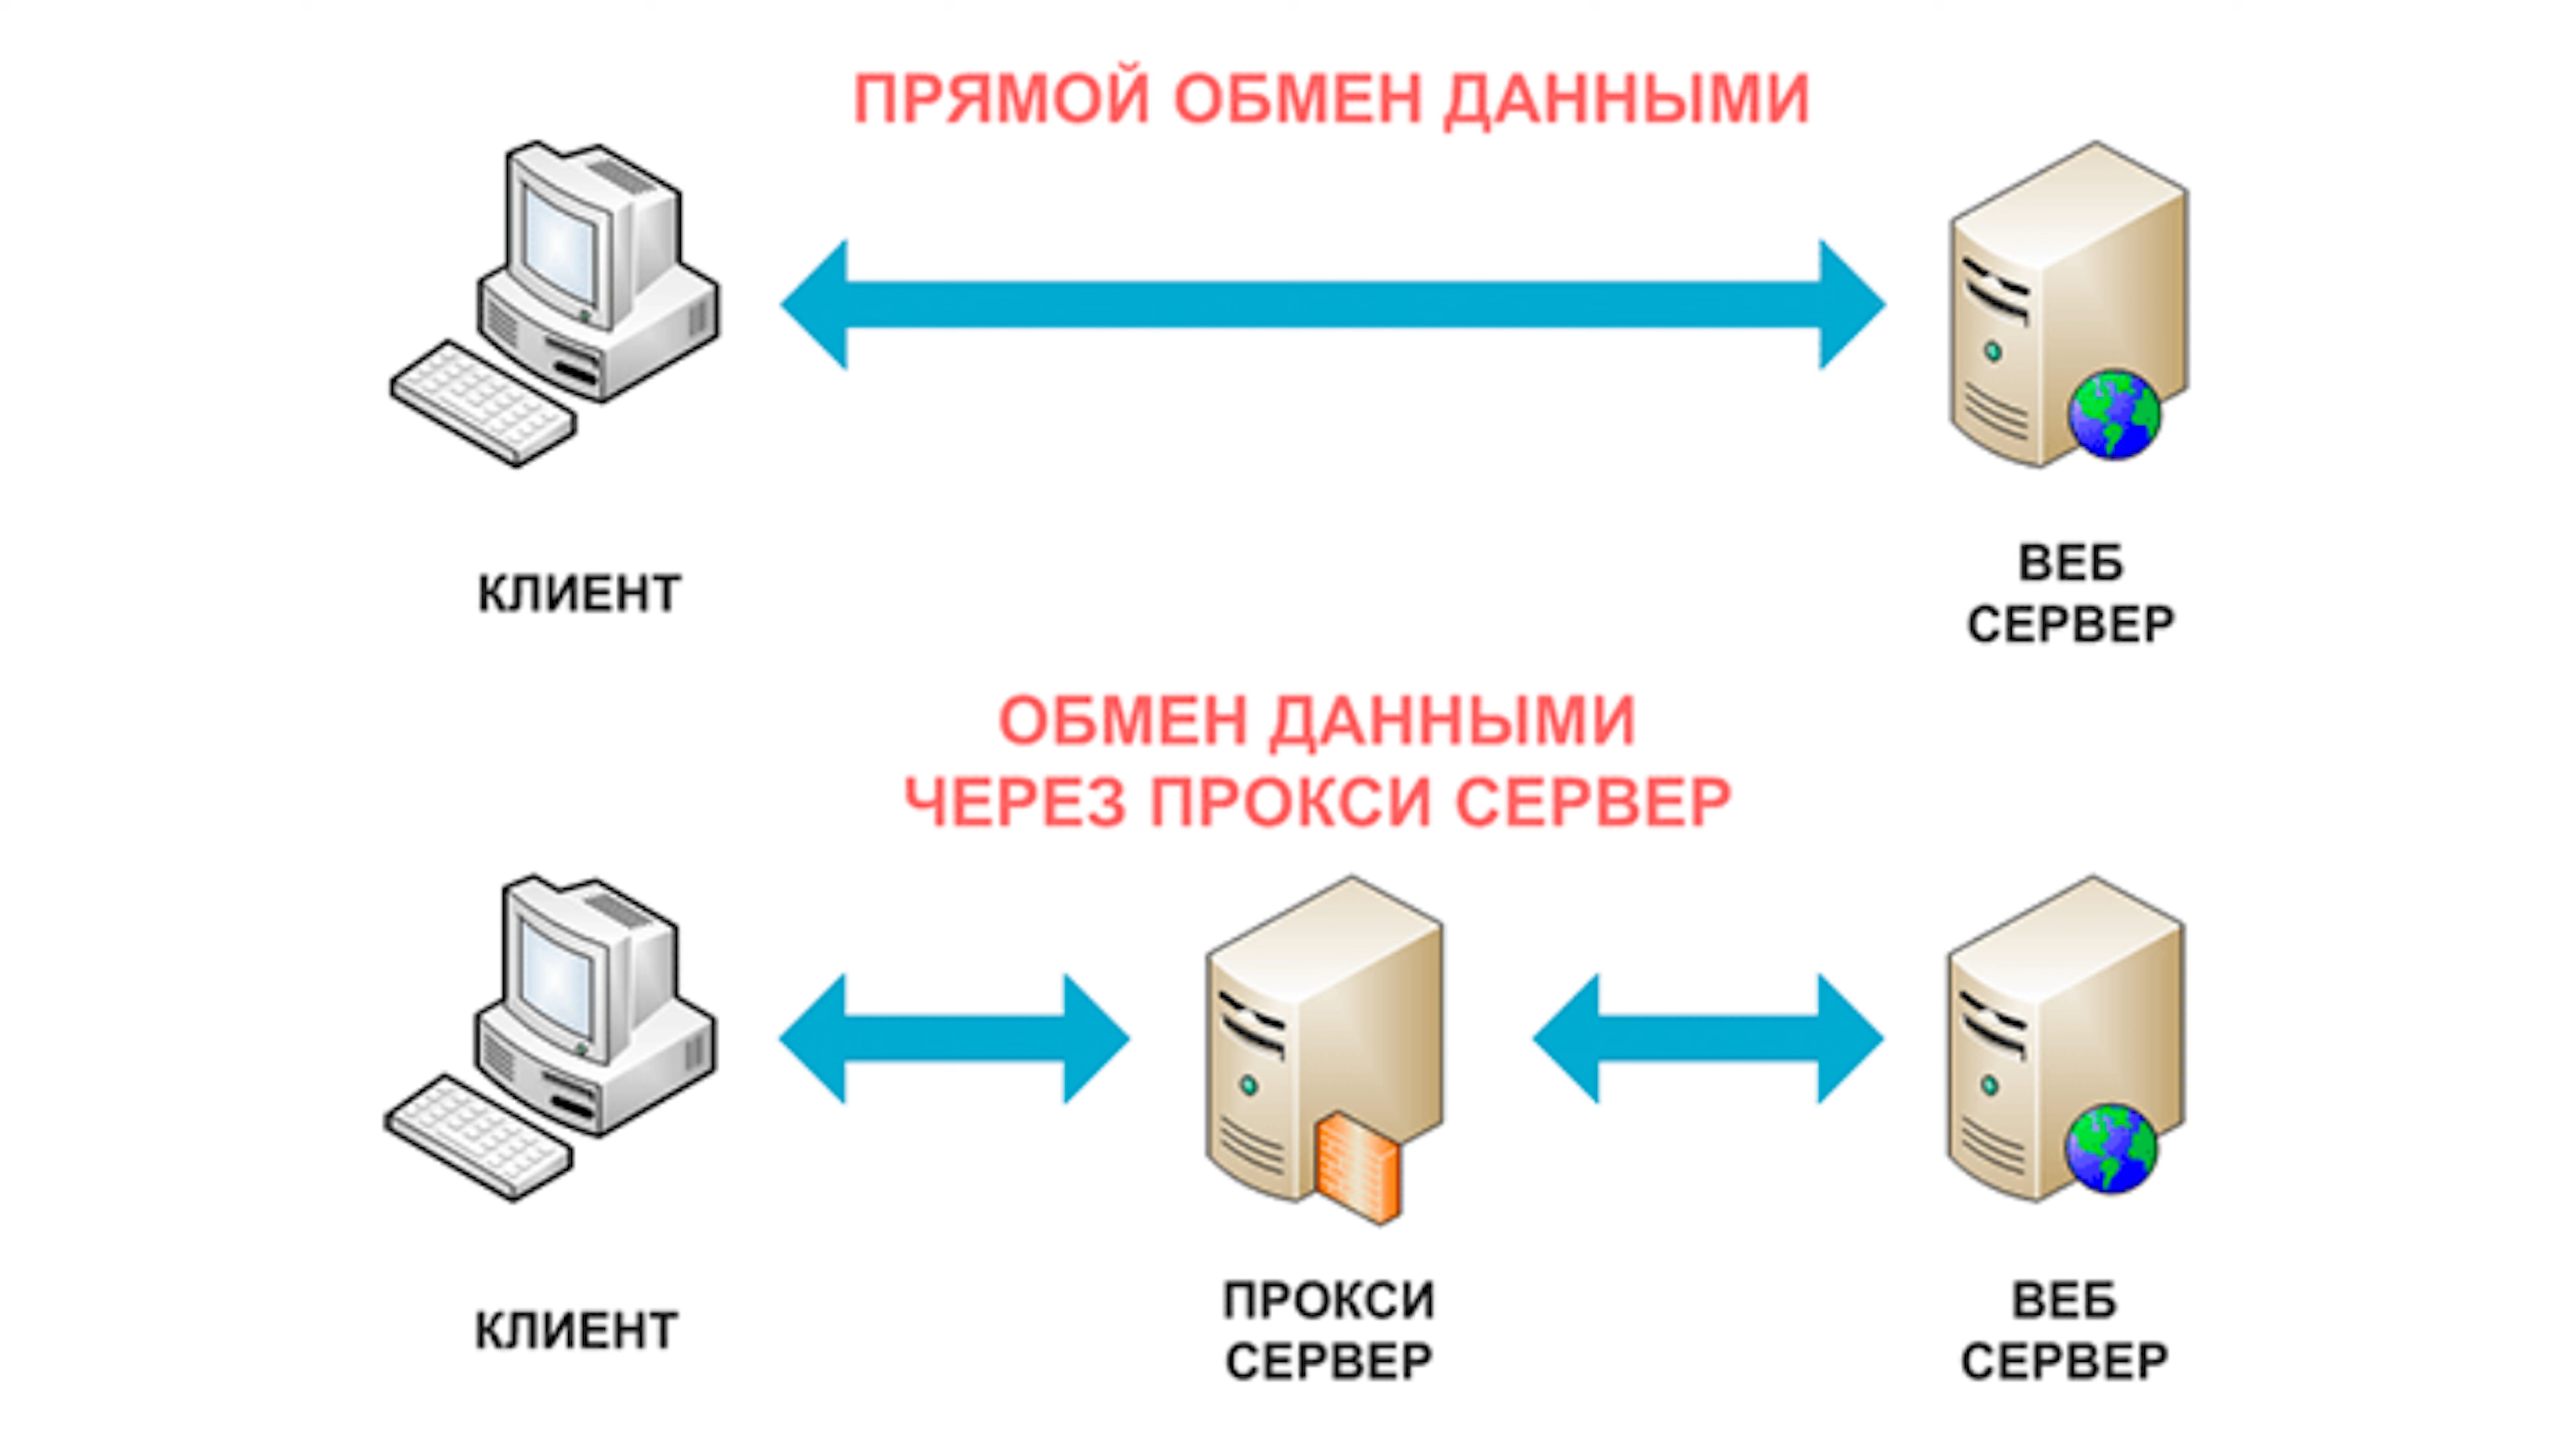 ПРЯМОЙ ОБМЕН ДАННЫМИ
КЛИЕНТ
ВЕБ
СЕРВЕР
ОБМЕН ДАННЫМИ
ЧЕРЕЗ ПРОКСИ СЕРВЕР
КЛИЕНТ
ПРОКСИ
СЕРВЕР
ВЕБ
СЕРВЕР